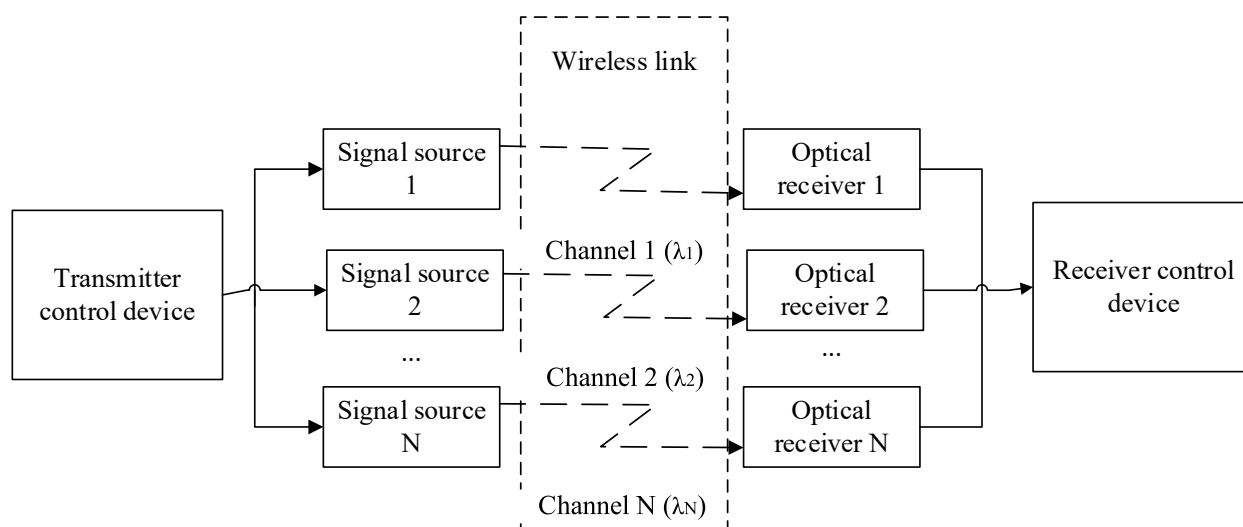 Wireless link
Signal source
1
Optical
receiver 1
Channel 1 (λ1)
Transmitter
control device
Signal source
2
Optical
receiver 2
Receiver control
device
...
...
Channel 2 (λ2)
Signal source
N
Optical
receiver N
Channel N (λN)